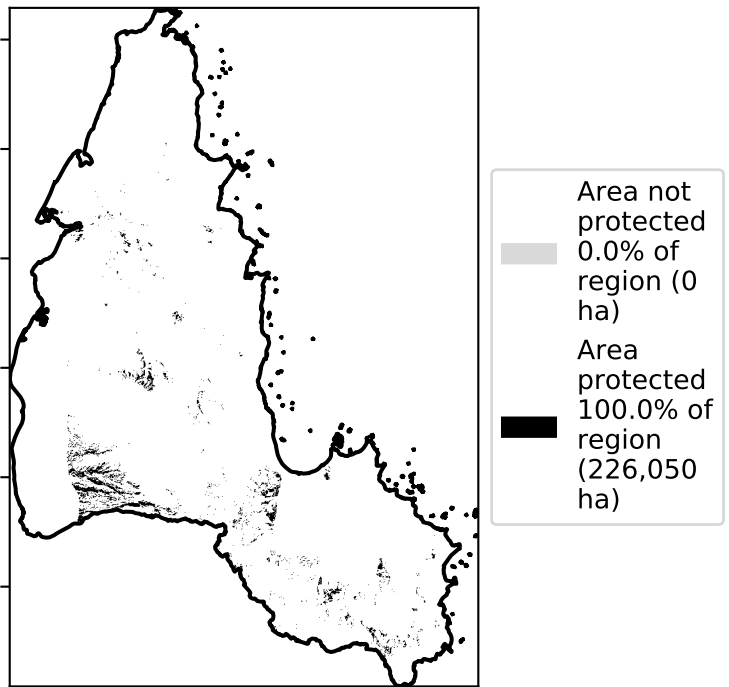 Area not
protected
0.0% of
region (0
ha)
Area
protected
100.0% of
region
(226,050
ha)